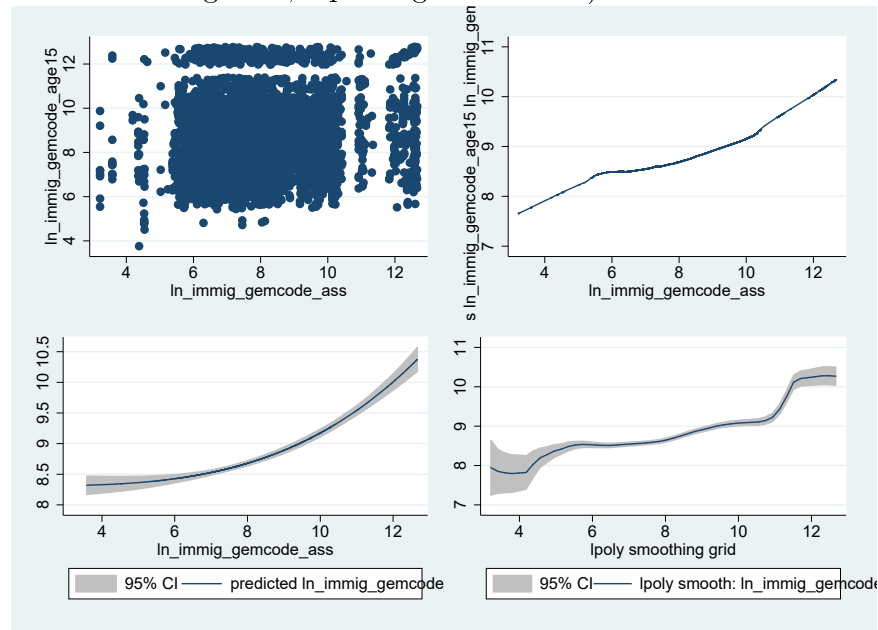 ln_immig_gemcode_age15
4
6
8
10
12
4 6 8 10 12
ln_immig_gemcode_ass
s ln_immig_gemcode_age15 ln_immig_gen
7
8
9
10
11
4 6 8 10 12
ln_immig_gemcode_ass
8
8.5
9
9.5
10
10.5
4 6 8 10 12
ln_immig_gemcode_ass
95% CI predicted ln_immig_gemcode
7
8
9
10
11
4 6 8 10 12
lpoly smoothing grid
95% CI lpoly smooth: ln_immig_gemcode